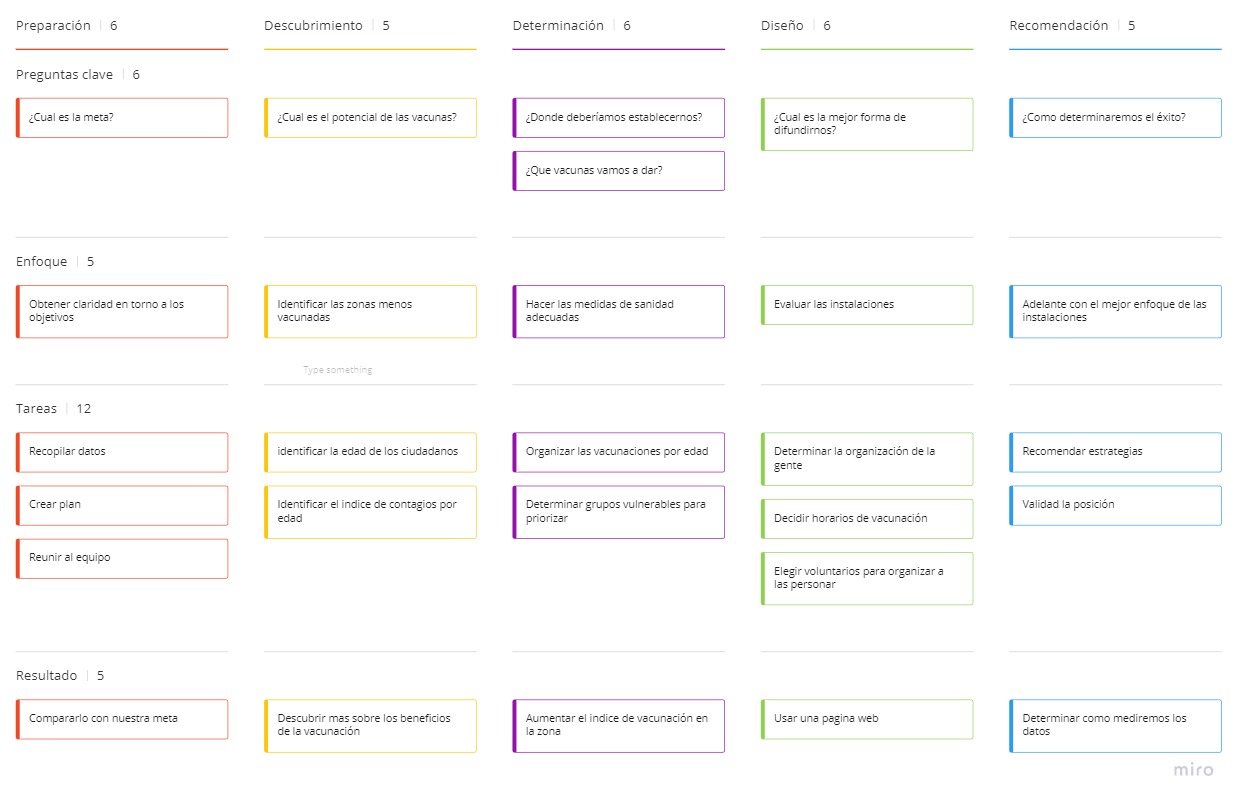 Preparación | 6
Descubrimiento | 5
Determinación | 6
Diseño | 6
Recomendación | 5
Preguntas clave | 6
¿Cual es la meta?
¿Cual es el potencial de las vacunas?
¿Donde deberíamos establecernos?
¿Que vacunas vamos a dar?
¿Cual es la mejor forma de
difundirnos?
¿Como determinaremos el éxito?
Enfoque | 5
Obtener claridad en torno a los
objetivos
Identificar las zonas menos
vacunadas
Type something
Hacer las medidas de sanidad
adecuadas
Evaluar las instalaciones
Adelante con el mejor enfoque de las
instalaciones
Tareas | 12
Recopilar datos
Crear plan
Reunir al equipo
identificar la edad de los ciudadanos
Identificar el indice de contagios por
edad
Organizar las vacunaciones por edad
Determinar grupos vulnerables para
priorizar
Determinar la organización de la
gente
Decidir horarios de vacunación
Elegir voluntarios para organizar a
las personar
Recomendar estrategias
Validad la posición
Resultado | 5
Compararlo con nuestra meta
Descubrir mas sobre los beneficios
de la vacunación
Aumentar el indice de vacunación en
la zona
Usar una pagina web
Determinar como mediremos los
datos
miro